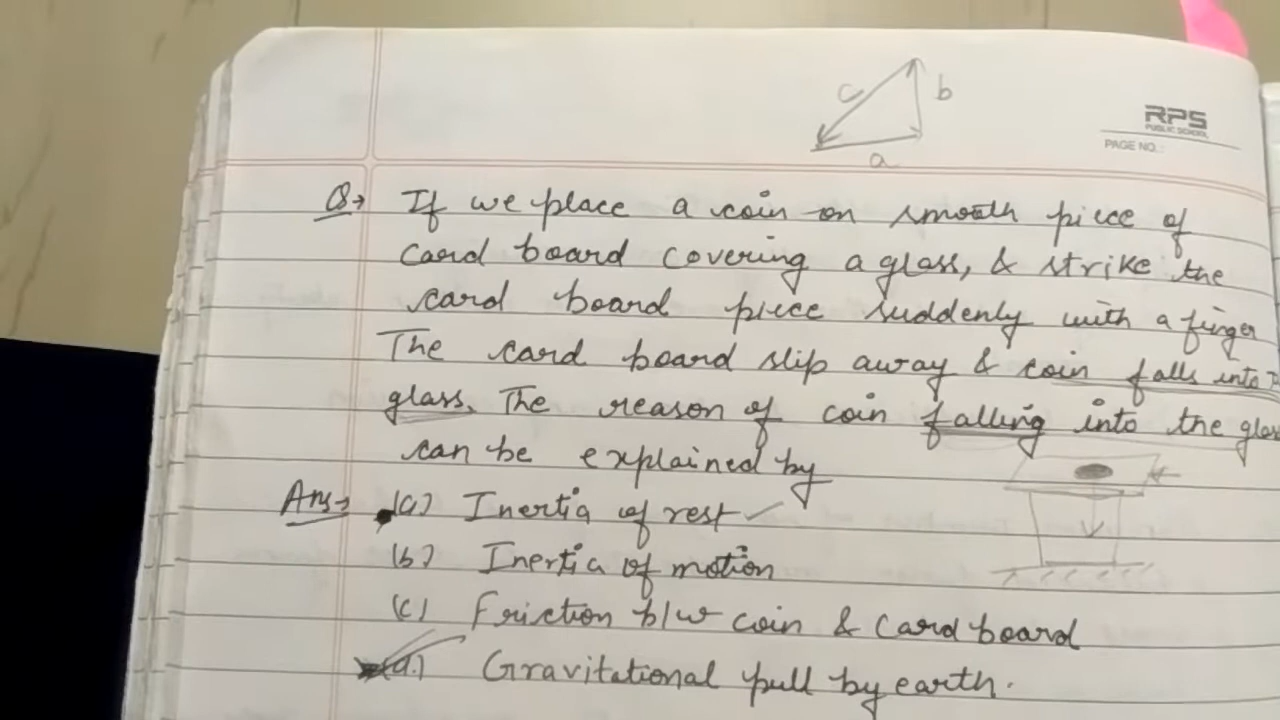 c
b
a
RPS
PUBLIC SCHOOL
PAGE NO.:
Q→ If we place a coin on smooth piece of
card board covering a glass, & strike the
card board piece suddenly with a finger
The card board slip away & coin falls into
glass. The reason of coin falling into the glass
can be explained by
Ans→ (a) Inertia of rest ✓
(b) Inertia of motion
(c) Friction b/w coin & card board
(d.) Gravitational pull by earth.